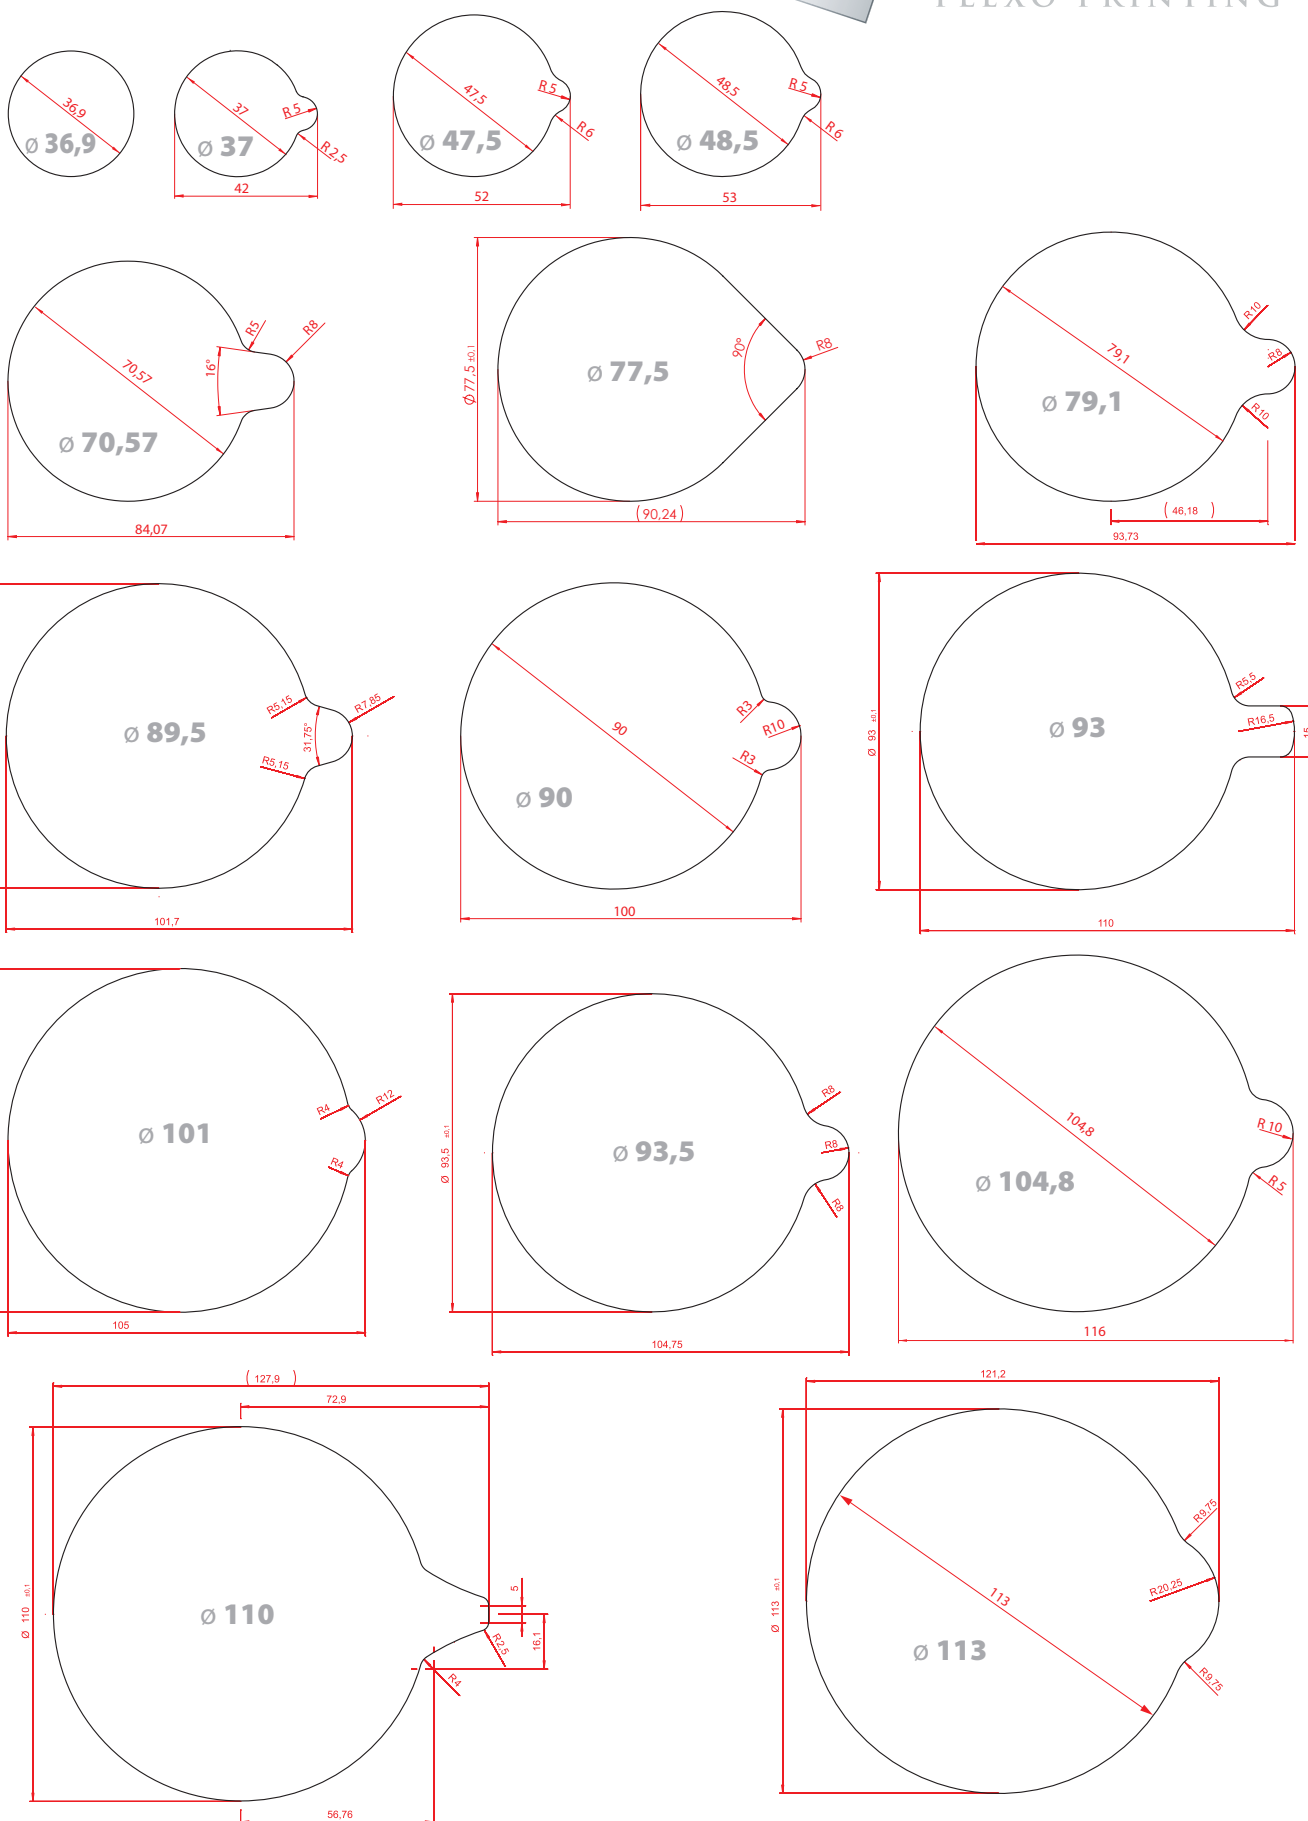 FLEXO PRINTING
36,9
Ø 36,9
37
R5
R2,5
Ø 37
42
47,5
R5
R6
Ø 47,5
52
48,5
R5
R6
Ø 48,5
53
70,57
R5
R8
16°
Ø 70,57
84,07
Ø 77,5 ±0,1
90°
R8
Ø 77,5
(90,24)
79,1
R10
R8
R10
Ø 79,1
( 46,18 )
93,73
R5,15
R7,85
31,75°
R5,15
Ø 89,5
101,7
90
R3
R10
R3
Ø 90
100
Ø 93 ±0,1
R5,5
R16,5
15
Ø 93
110
R4
R12
R4
Ø 101
105
Ø 93,5 ±0,1
R8
R8
R8
Ø 93,5
104,75
104,8
R10
R5
Ø 104,8
116
( 127,9 )
72,9
Ø 110 ±0,1
5
16,1
R2,5
R4
Ø 110
56,76
121,2
Ø 113 ±0,1
R9,75
R20,25
113
R9,75
Ø 113